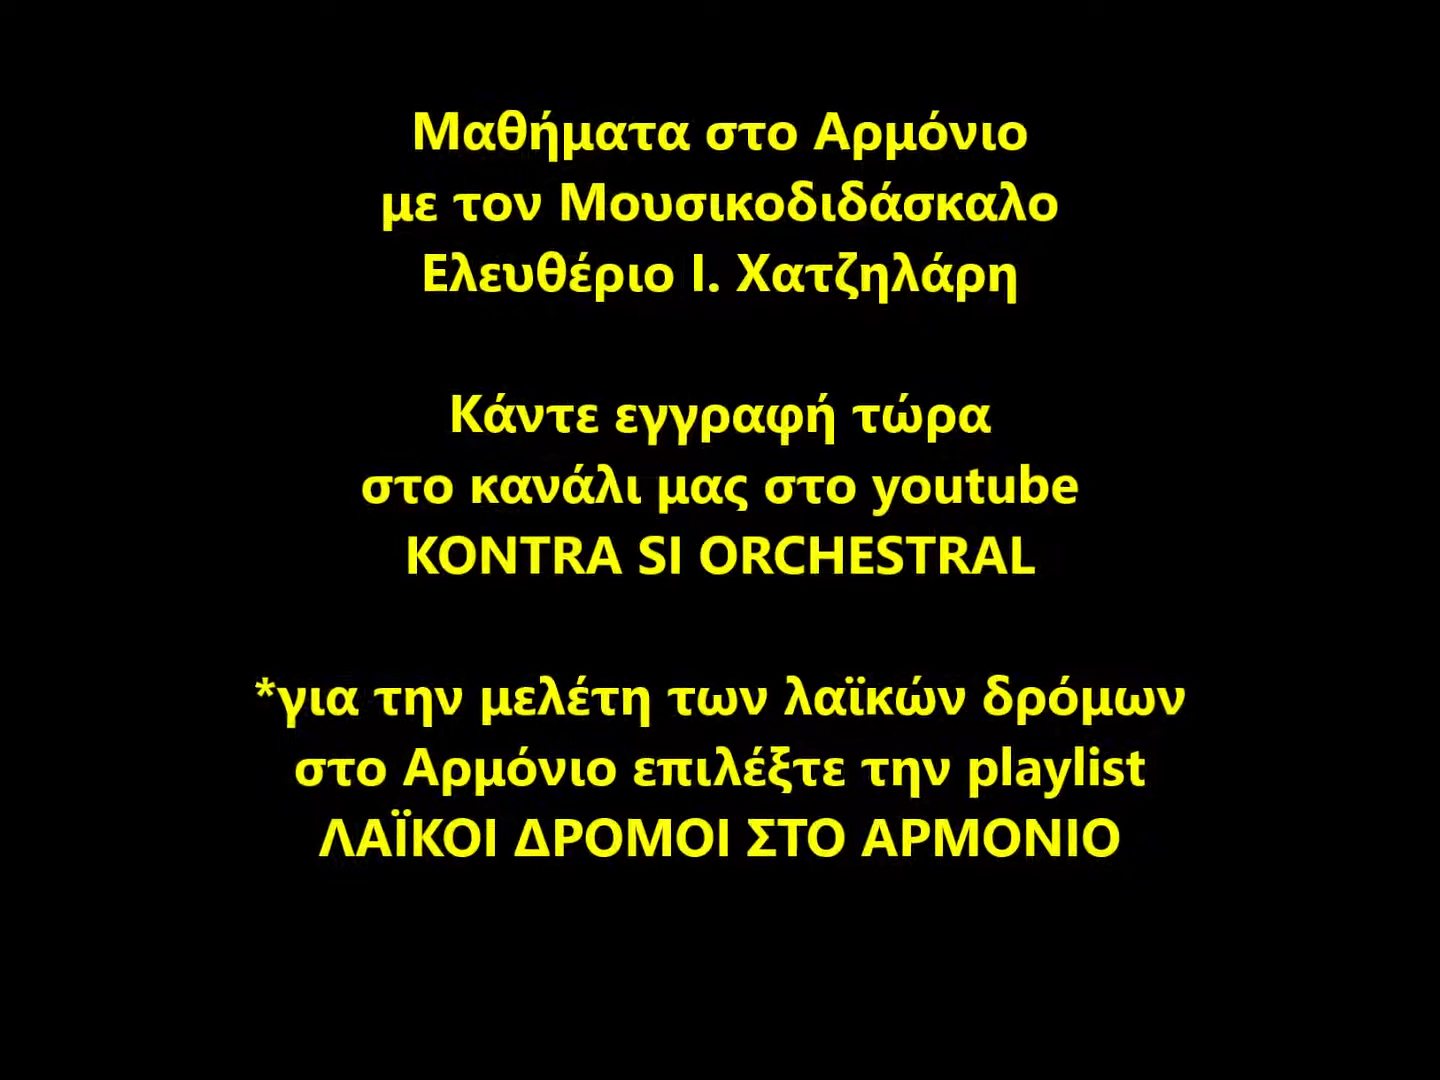 Μαθήματα στο Αρμόνιο
με τον Μουσικοδιδάσκαλο
Ελευθέριο Ι. Χατζηλάρη
Κάντε εγγραφή τώρα
στο κανάλι μας στο youtube
KONTRA SI ORCHESTRAL
*για την μελέτη των λαϊκών δρόμων
στο Αρμόνιο επιλέξτε την playlist
ΛΑΪΚΟΙ ΔΡΟΜΟΙ ΣΤΟ ΑΡΜΟΝΙΟ